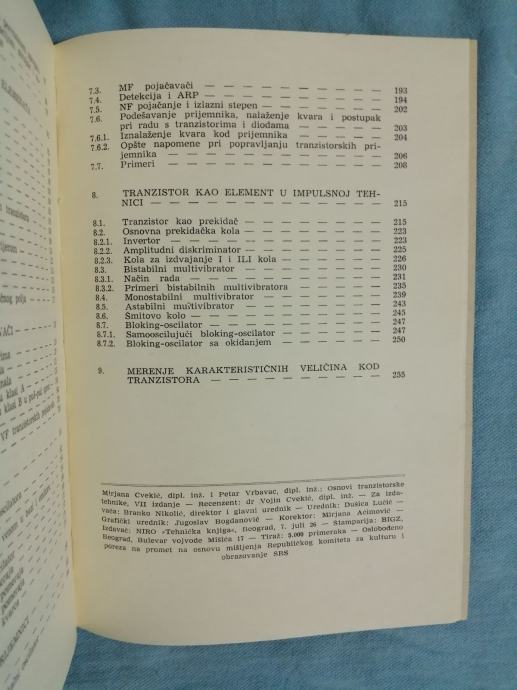 7.3. MF pojačavači — — — — — — — — — — 193
7.4. Detekcija i ARP — — — — — — — — — — 194
7.5. NF pojačanje i izlazni stepen — — — — — — — 202
7.6. Podešavanje prijemnika, nalaženje kvara i postupak
pri radu s tranzistorima i diodama — — — — — 203
7.6.1. Iznalaženje kvara kod prijemnika — — — — — 204
7.6.2. Opšte napomene pri popravljanju tranzistorskih pri-
jemnika — — — — — — — — — — — — 206
7.7. Primeri — — — — — — — — — — — — 208
8. TRANZISTOR KAO ELEMENT U IMPULSNOJ TEH-
NICI — — — — — — — — — — — — — 215
8.1. Tranzistor kao prekidač — — — — — — — — 215
8.2. Osnovna prekidačka kola — — — — — — — — 223
8.2.1. Invertor — — — — — — — — — — — — 223
8.2.2. Amplitudni diskriminator — — — — — — — 225
8.2.3. Kola za izdvajanje I i ILI kola — — — — — — 226
8.3. Bistabilni multivibrator — — — — — — — — 230
8.3.1. Način rada — — — — — — — — — — — 231
8.3.2. Primeri bistabilnih multivibratora — — — — — 235
8.4. Monostabilni multivibrator — — — — — — — 239
8.5. Astabilni multivibrator — — — — — — — — 243
8.6. Šmitovo kolo — — — — — — — — — — — 245
8.7. Bloking-oscilator — — — — — — — — — — 247
8.7.1. Samooscilujući bloking-oscilator — — — — — — 247
8.7.2. Bloking-oscilator sa okidanjem — — — — — — 250
9. MERENJE KARAKTERISTIČNIH VELIČINA KOD
TRANZISTORA — — — — — — — — — — 255
Mirjana Cvekić, dipl. inž. i Petar Vrbavac, dipl. inž.: Osnovi tranzistorske
tehnike, VII izdanje — Recenzent: dr Vojin Cvekić, dipl. inž. — Za izda-
vača: Branko Nikolić, direktor i glavni urednik — Urednik: Dušica Lučić —
Grafički urednik: Jugoslav Bogdanović — Korektor: Mirjana Aćimović —
Izdavač: NIRO »Tehnička knjiga«, Beograd, 7. juli 26 — Štamparija: BIGZ,
Beograd, Bulevar vojvode Mišića 17 — Tiraž: 5.000 primeraka — Oslobođeno
poreza na promet na osnovu mišljenja Republičkog komiteta za kulturu i
obrazovanje SRS